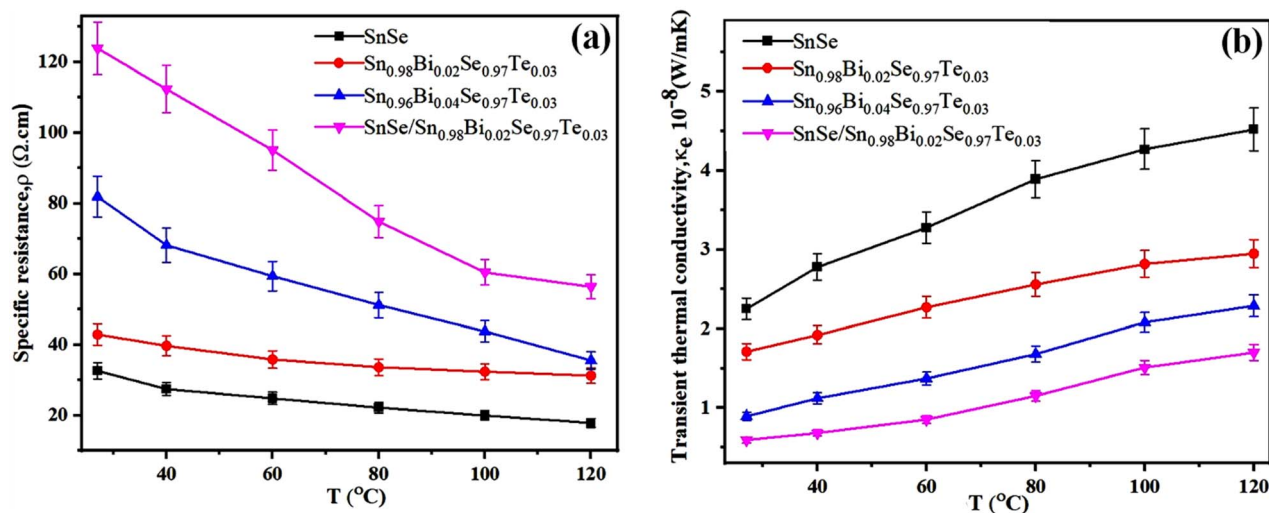 (a)
SnSe
Sn0.98Bi0.02Se0.97Te0.03
Sn0.96Bi0.04Se0.97Te0.03
SnSe/Sn0.98Bi0.02Se0.97Te0.03
Specific resistance,ρ (Ω.cm)
120
100
80
60
40
20
40
60
80
100
120
T (°C)
(b)
SnSe
Sn0.98Bi0.02Se0.97Te0.03
Sn0.96Bi0.04Se0.97Te0.03
SnSe/Sn0.98Bi0.02Se0.97Te0.03
Transient thermal conductivity,κe 10-8(W/mK)
5
4
3
2
1
40
60
80
100
120
T (°C)